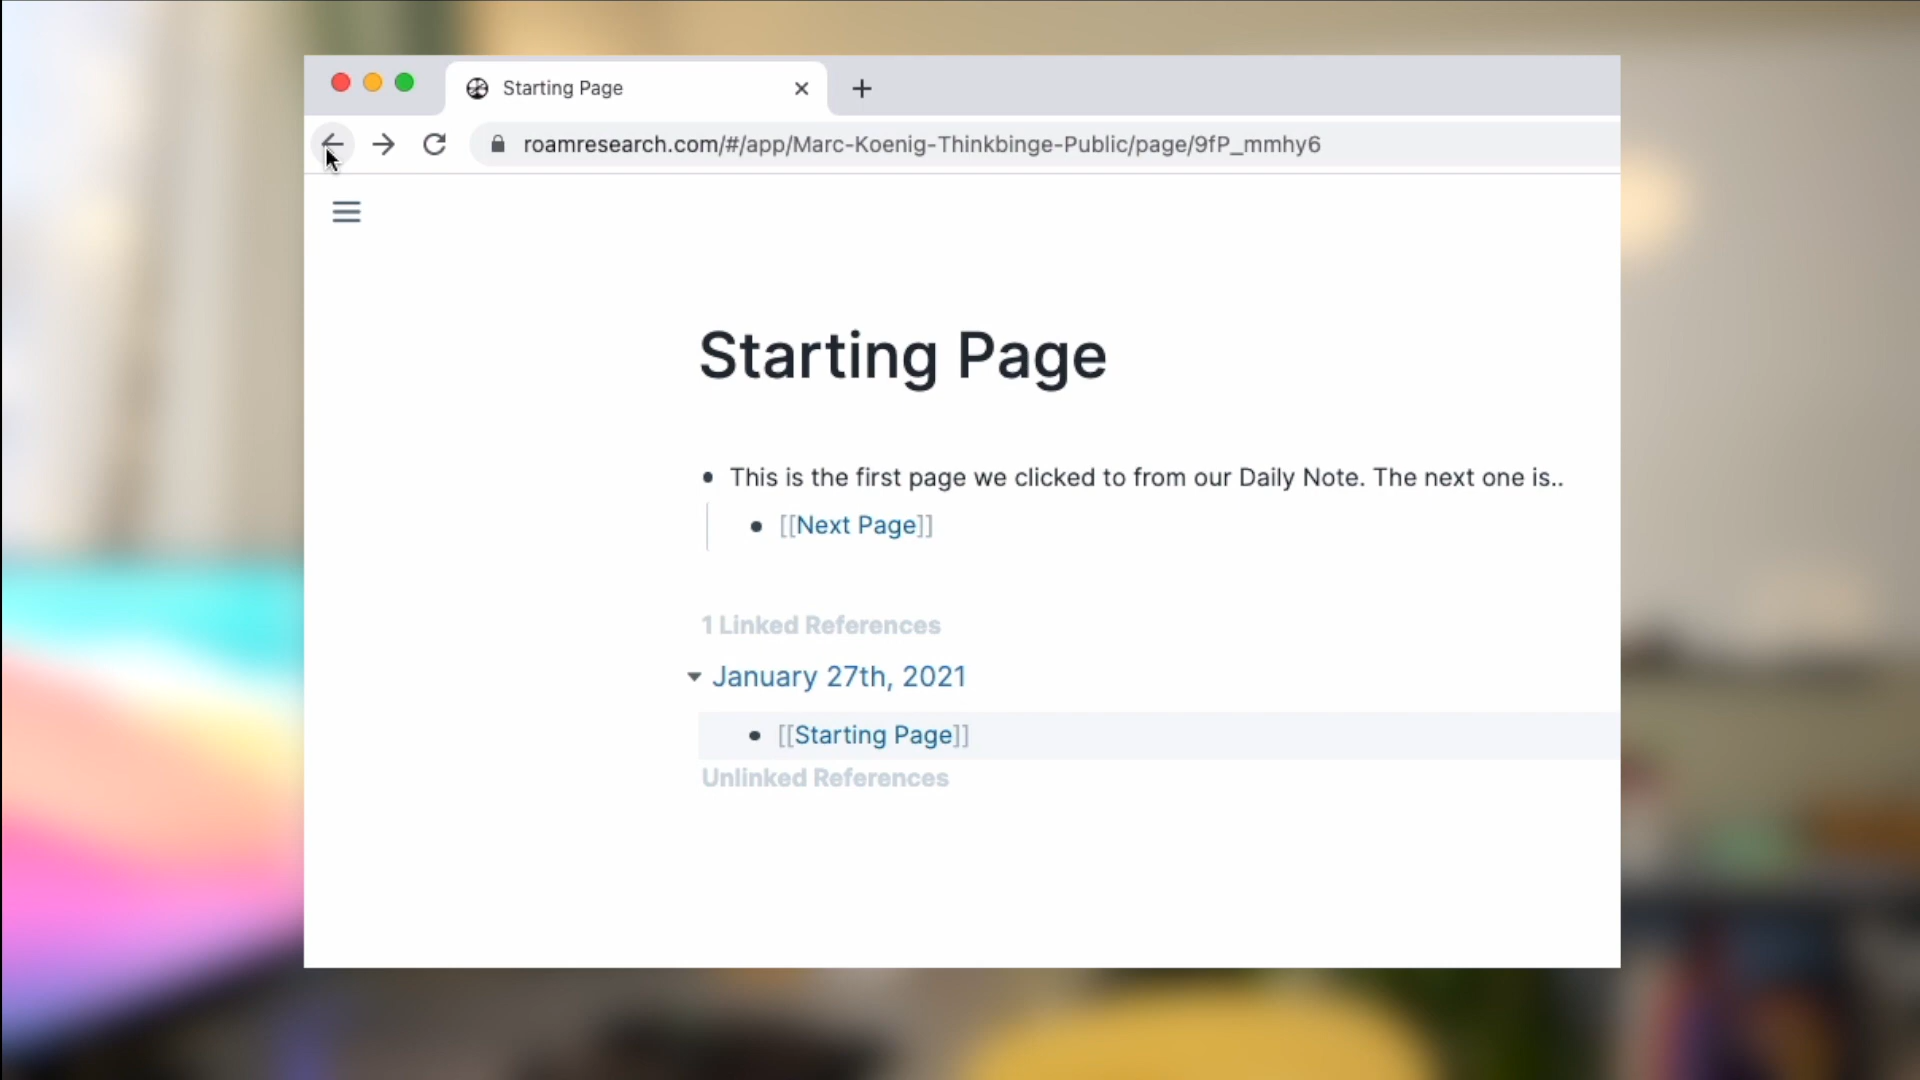 Starting Page
roamresearch.com/#/app/Marc-Koenig-Thinkbinge-Public/page/9fP_mmhy6
Starting Page
This is the first page we clicked to from our Daily Note. The next one is..
[[Next Page]]
1 Linked References
January 27th, 2021
[[Starting Page]]
Unlinked References